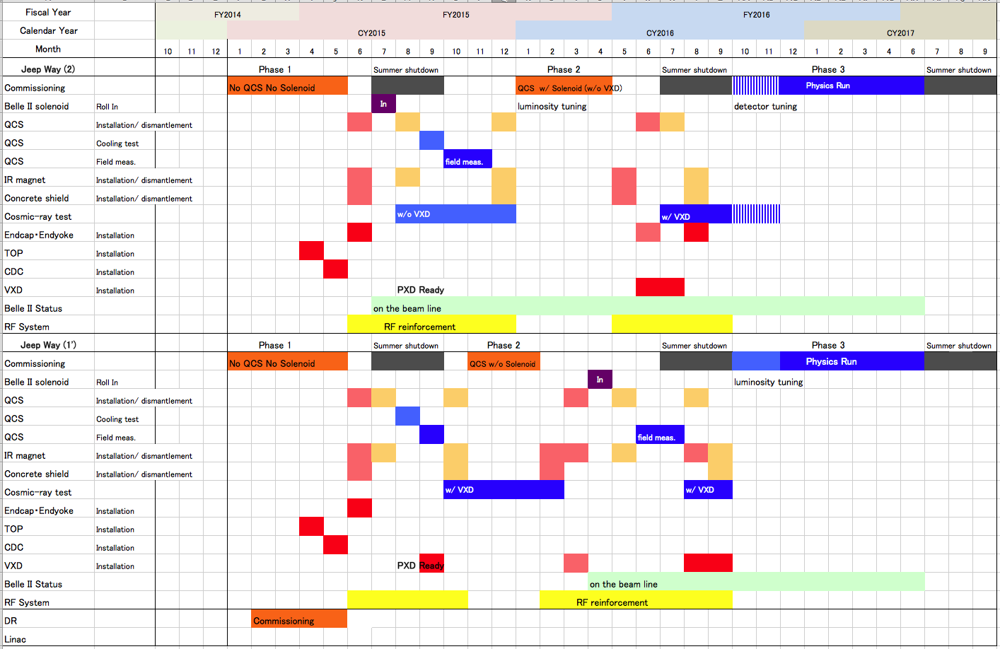 Fiscal Year FY2014 FY2015 FY2016
Calendar Year CY2015 CY2016 CY2017
Month 10 11 12 1 2 3 4 5 6 7 8 9 10 11 12 1 2 3 4 5 6 7 8 9 10 11 12 1 2 3 4 5 6 7 8 9
Jeep Way (2) Phase 1 Summer shutdown Phase 2 Summer shutdown Phase 3 Summer shutdown
Commissioning No QCS No Solenoid QCS w/ Solenoid (w/o VXD) Physics Run
Belle II solenoid Roll In In luminosity tuning detector tuning
QCS Installation/ dismantlement
QCS Cooling test
QCS Field meas. field meas.
IR magnet Installation/ dismantlement
Concrete shield Installation/ dismantlement
Cosmic-ray test w/o VXD w/ VXD
Endcap・Endyoke Installation
TOP Installation
CDC Installation
VXD Installation PXD Ready
Belle II Status on the beam line
RF System RF reinforcement
Jeep Way (1') Phase 1 Summer shutdown Phase 2 Summer shutdown Phase 3 Summer shutdown
Commissioning No QCS No Solenoid QCS w/o Solenoid Physics Run
Belle II solenoid Roll In In luminosity tuning
QCS Installation/ dismantlement
QCS Cooling test
QCS Field meas. field meas.
IR magnet Installation/ dismantlement
Concrete shield Installation/ dismantlement
Cosmic-ray test w/ VXD w/ VXD
Endcap・Endyoke Installation
TOP Installation
CDC Installation
VXD Installation PXD Ready
Belle II Status on the beam line
RF System RF reinforcement
DR Commissioning
Linac